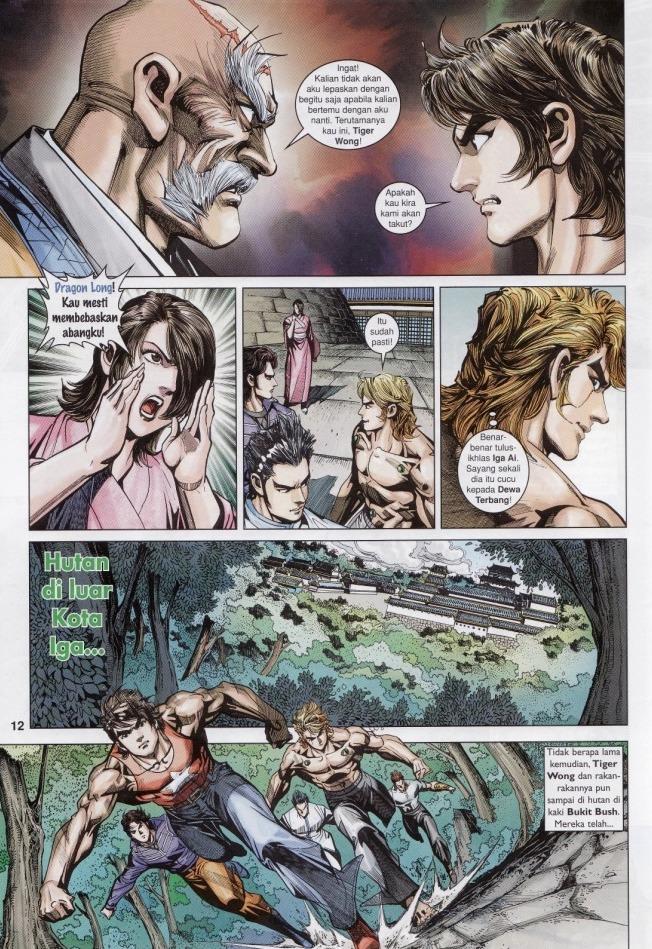 Ingat!
Kalian tidak akan
aku lepaskan dengan
begitu saja apabila kalian
bertemu dengan aku
nanti. Terutamanya
kau ini, Tiger
Wong!
Apakah
kau kira
kami akan
takut?
Dragon Long!
Kau mesti
membebaskan
abangku!
Itu
sudah
pasti!
Benar-
benar tulus-
ikhlas Iga Ai.
Sayang sekali
dia itu cucu
kepada Dewa
Terbang!
Hutan
di luar
Kota
Iga...
12
Tidak berapa lama
kemudian, Tiger
Wong dan rakan-
rakannya pun
sampai di hutan di
kaki Bukit Bush.
Mereka telah...